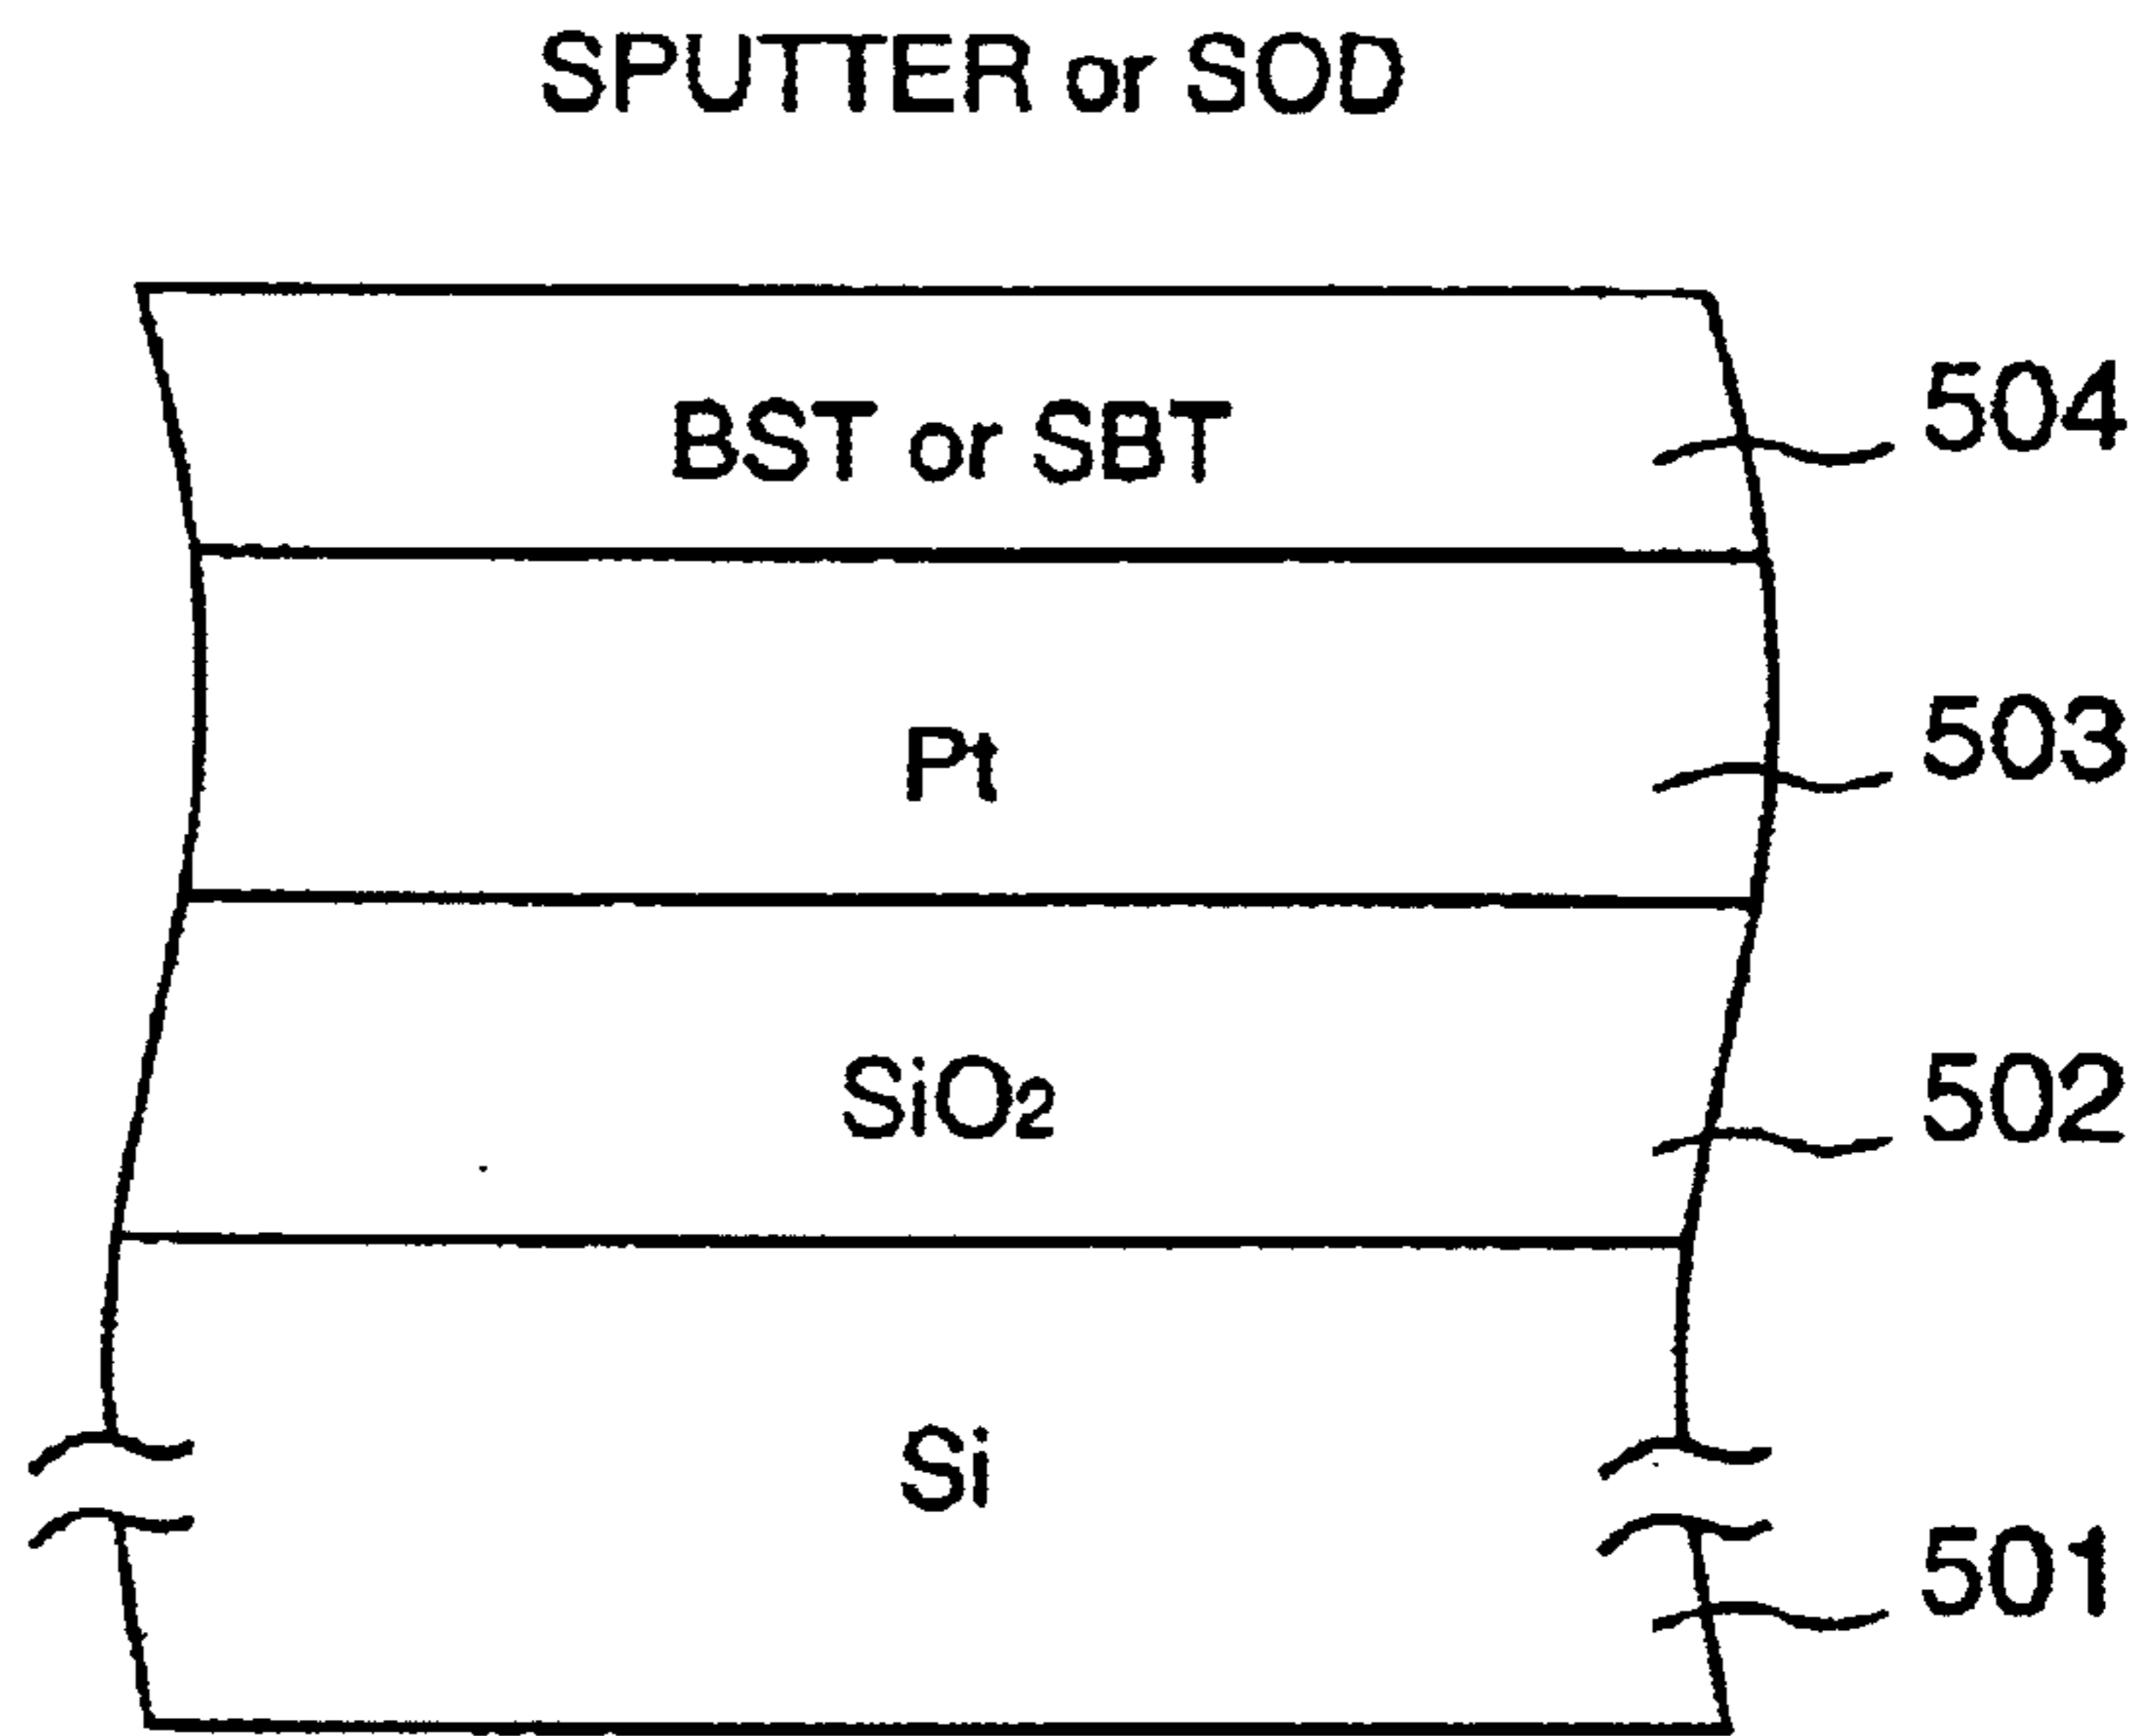 SPUTTER or SOD
BST or SBT
504
Pt
503
SiO2
502
Si
501